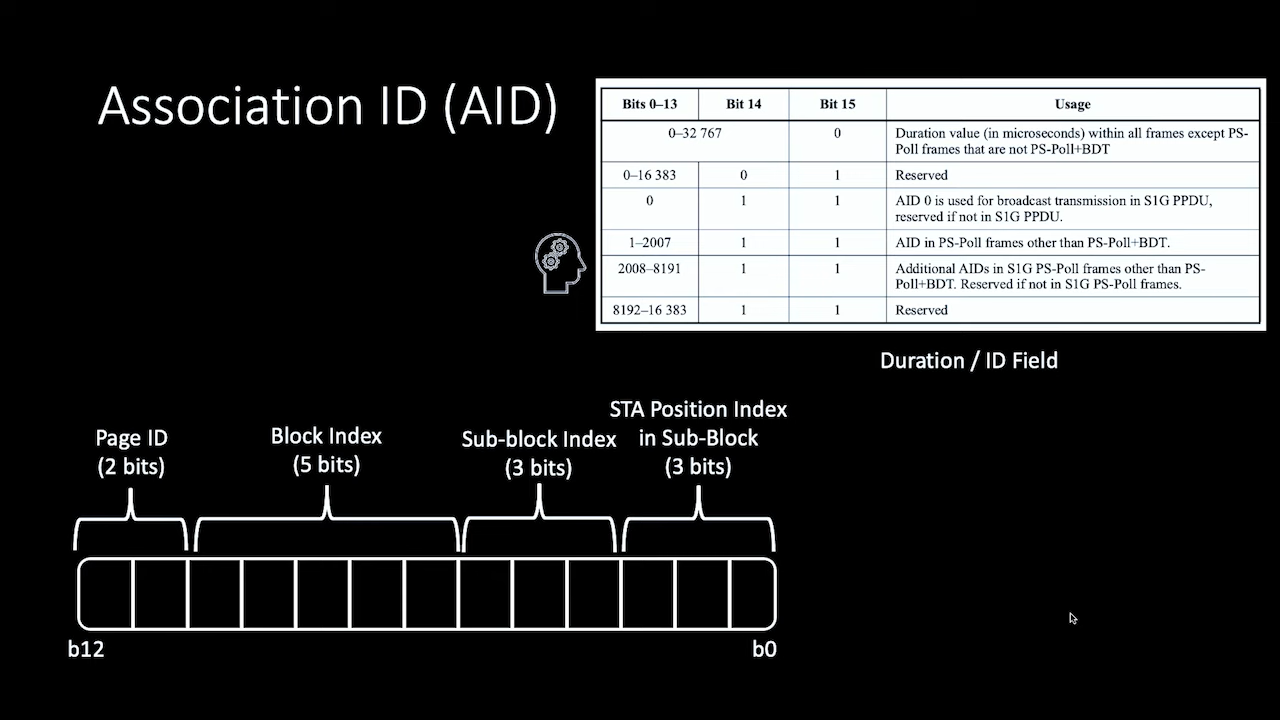 Association ID (AID)
Bits 0–13 Bit 14 Bit 15 Usage
0–32 767 0 Duration value (in microseconds) within all frames except PS-
Poll frames that are not PS-Poll+BDT
0–16 383 0 1 Reserved
0 1 1 AID 0 is used for broadcast transmission in S1G PPDU,
reserved if not in S1G PPDU.
1–2007 1 1 AID in PS-Poll frames other than PS-Poll+BDT.
2008–8191 1 1 Additional AIDs in S1G PS-Poll frames other than PS-
Poll+BDT. Reserved if not in S1G PS-Poll frames.
8192–16 383 1 1 Reserved
Duration / ID Field
Page ID
(2 bits)
Block Index
(5 bits)
Sub-block Index
(3 bits)
STA Position Index
in Sub-Block
(3 bits)
b12
b0